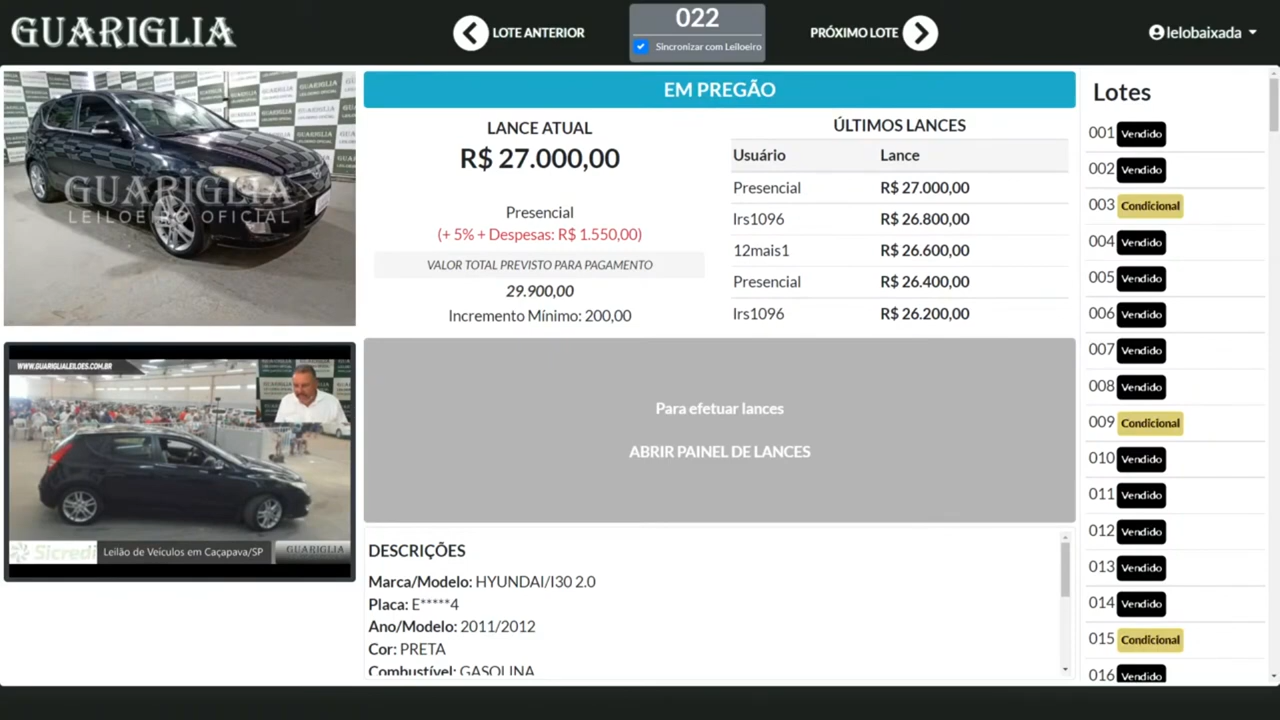 GUARIGLIA
LOTE ANTERIOR
022
Sincronizar com Leiloeiro
PRÓXIMO LOTE
lelobaixada
GUARIGLIA
LEILOEIRO OFICIAL
WWW.GUARIGLIALEILOES.COM.BR
Sicredi
Leilão de Veiculos em Caçapava/SP
GUARIGLIA
EM PREGÃO
LANCE ATUAL
R$ 27.000,00
Presencial
(+ 5% + Despesas: R$ 1.550,00)
VALOR TOTAL PREVISTO PARA PAGAMENTO
29.900,00
Incremento Mínimo: 200,00
ÚLTIMOS LANCES
Usuário Lance
Presencial R$ 27.000,00
Irs1096 R$ 26.800,00
12mais1 R$ 26.600,00
Presencial R$ 26.400,00
Irs1096 R$ 26.200,00
Para efetuar lances
ABRIR PAINEL DE LANCES
DESCRIÇÕES
Marca/Modelo: HYUNDAI/I30 2.0
Placa: E*****4
Ano/Modelo: 2011/2012
Cor: PRETA
Combustível: GASOLINA
Lotes
001 Vendido
002 Vendido
003 Condicional
004 Vendido
005 Vendido
006 Vendido
007 Vendido
008 Vendido
009 Condicional
010 Vendido
011 Vendido
012 Vendido
013 Vendido
014 Vendido
015 Condicional
016 Vendido